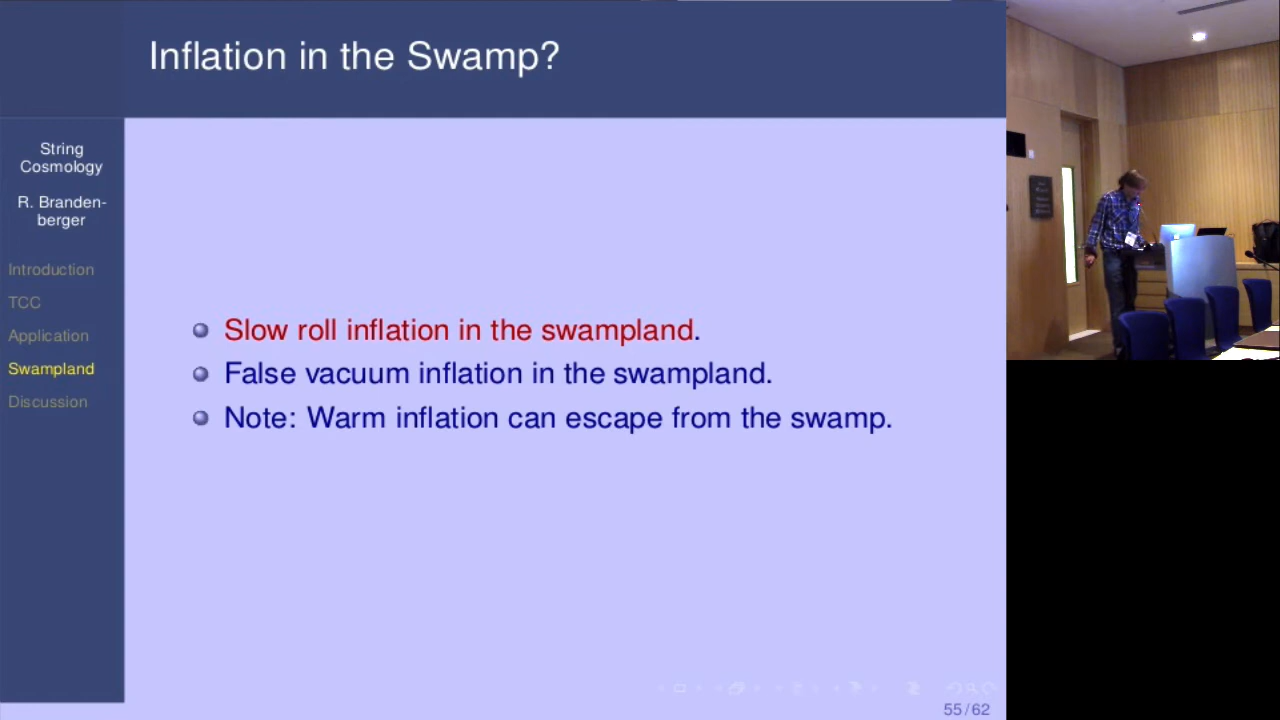 Inflation in the Swamp?
String
Cosmology
R. Branden-
berger
Introduction
TCC
Application
Swampland
Discussion
Slow roll inflation in the swampland.
False vacuum inflation in the swampland.
Note: Warm inflation can escape from the swamp.
55/62